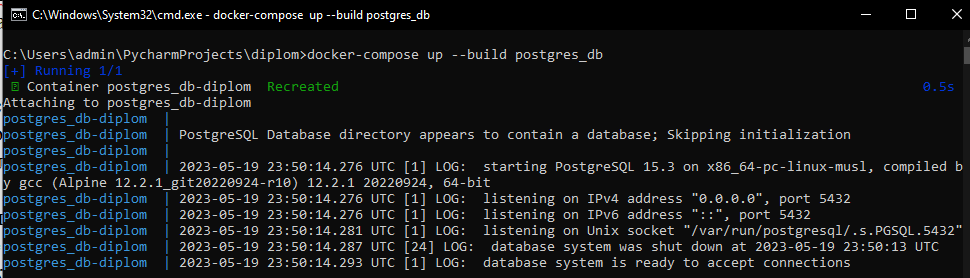 C:\Windows\System32\cmd.exe - docker-compose up --build postgres_db
C:\Users\admin\PycharmProjects\diplom>docker-compose up --build postgres_db
[+] Running 1/1
Container postgres_db-diplom Recreated 0.5s
Attaching to postgres_db-diplom
postgres_db-diplom |
postgres_db-diplom | PostgreSQL Database directory appears to contain a database; Skipping initialization
postgres_db-diplom |
postgres_db-diplom | 2023-05-19 23:50:14.276 UTC [1] LOG:  starting PostgreSQL 15.3 on x86_64-pc-linux-musl, compiled b
y gcc (Alpine 12.2.1_git20220924-r10) 12.2.1 20220924, 64-bit
postgres_db-diplom | 2023-05-19 23:50:14.276 UTC [1] LOG:  listening on IPv4 address "0.0.0.0", port 5432
postgres_db-diplom | 2023-05-19 23:50:14.276 UTC [1] LOG:  listening on IPv6 address "::", port 5432
postgres_db-diplom | 2023-05-19 23:50:14.281 UTC [1] LOG:  listening on Unix socket "/var/run/postgresql/.s.PGSQL.5432"
postgres_db-diplom | 2023-05-19 23:50:14.287 UTC [24] LOG:  database system was shut down at 2023-05-19 23:50:13 UTC
postgres_db-diplom | 2023-05-19 23:50:14.293 UTC [1] LOG:  database system is ready to accept connections